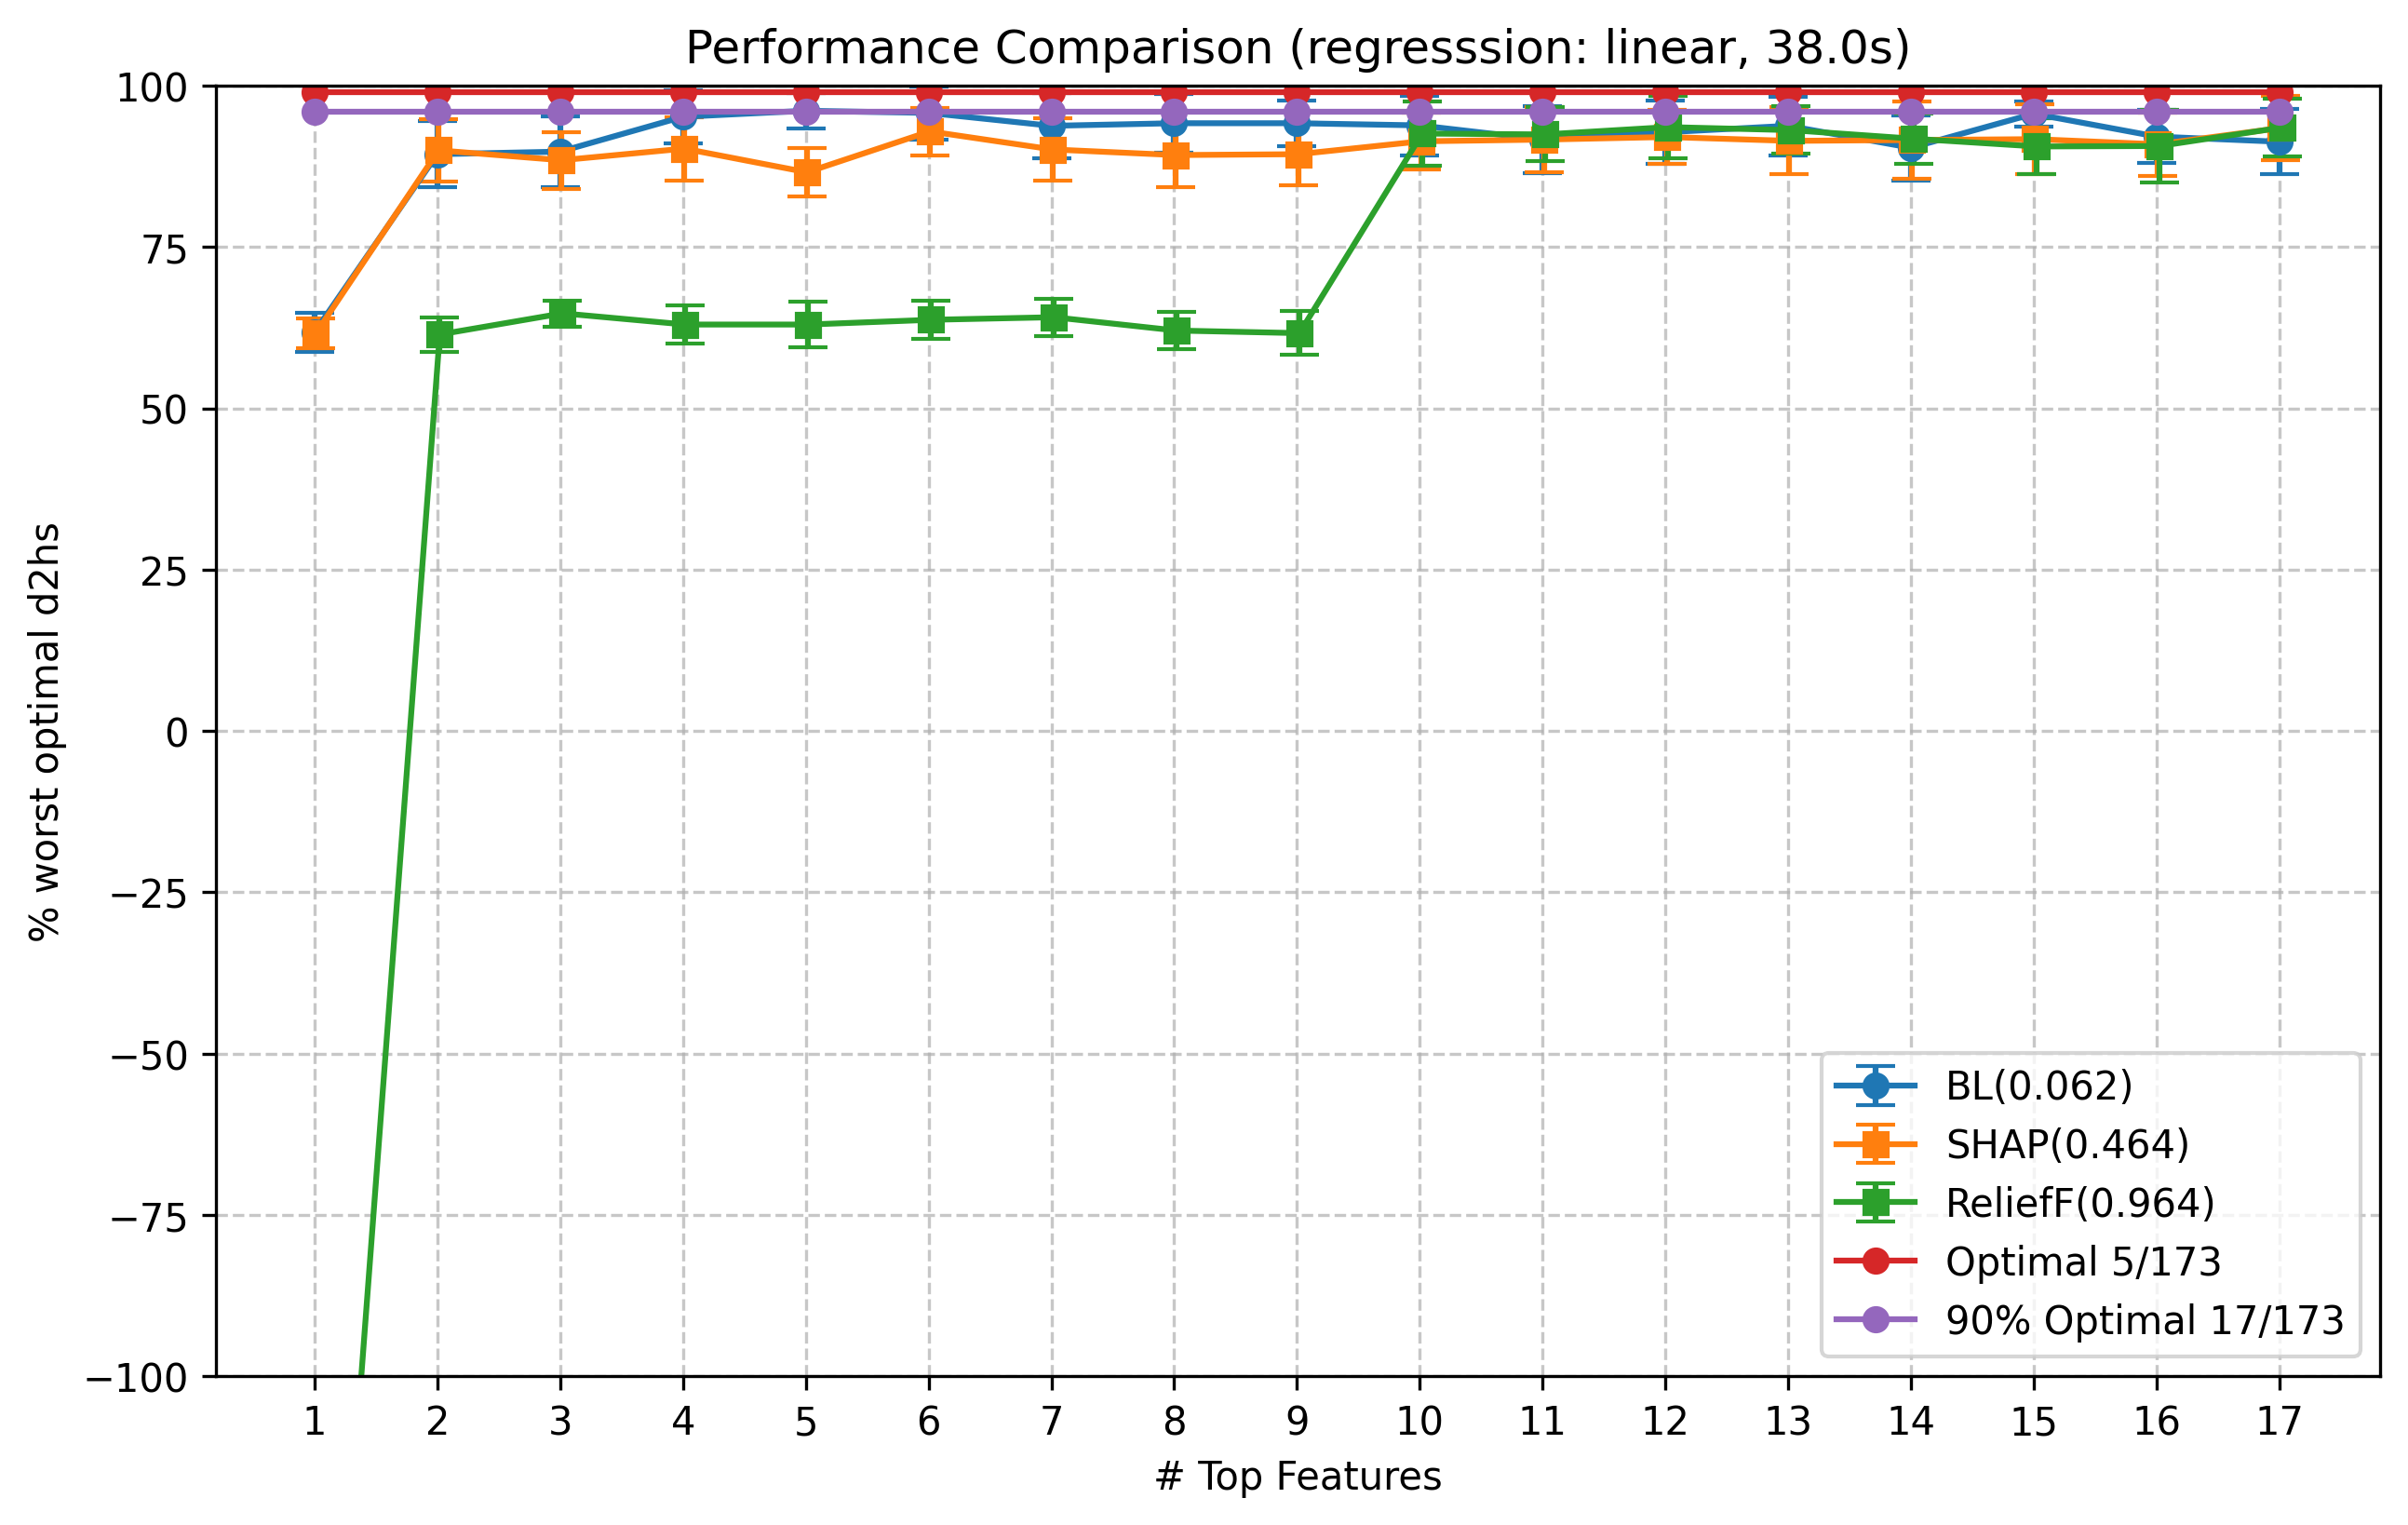 Performance Comparison (regresssion: linear, 38.0s)
% worst optimal d2hs
100
75
50
25
0
−25
−50
−75
−100
1 2 3 4 5 6 7 8 9 10 11 12 13 14 15 16 17
# Top Features
BL(0.062)
SHAP(0.464)
ReliefF(0.964)
Optimal 5/173
90% Optimal 17/173